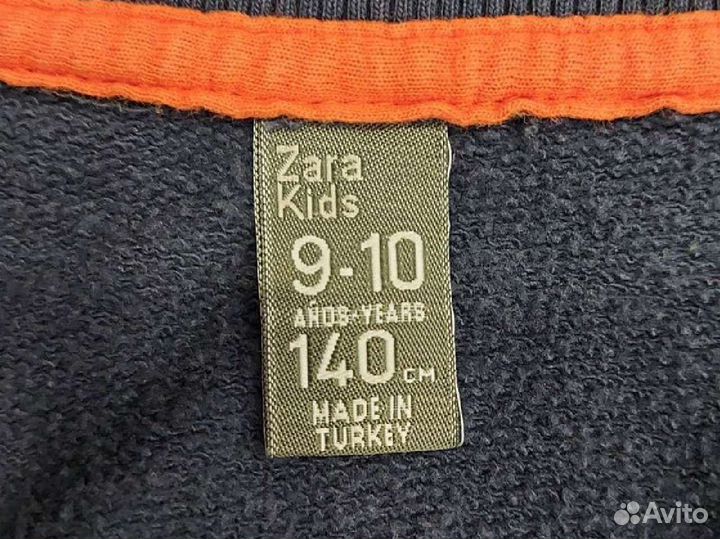 Zara
Kids
9-10
AÑOS-YEARS
140 CM
MADE IN
TURKEY
Avito